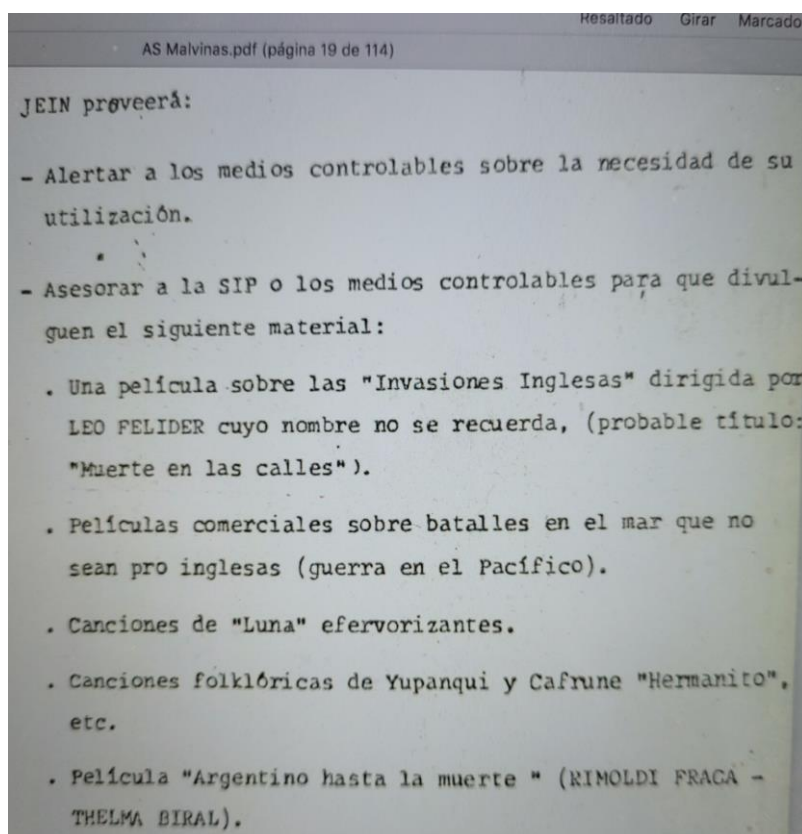 Resaltado Girar Marcado
AS Malvinas.pdf (página 19 de 114)
JEIN proveerá:
- Alertar a los medios controlables sobre la necesidad de su
utilización.
- Asesorar a la SIP o los medios controlables para que divul-
guen el siguiente material:
. Una película sobre las "Invasiones Inglesas" dirigida por
LEO FELIDER cuyo nombre no se recuerda, (probable título:
"Muerte en las calles").
. Películas comerciales sobre batalles en el mar que no
sean pro inglesas (guerra en el Pacífico).
. Canciones de "Luna" efervorizantes.
. Canciones folklóricas de Yupanqui y Cafrune "Hermanito",
etc.
. Película "Argentino hasta la muerte " (RIMOLDI FRAGA -
THELMA BIRAL).